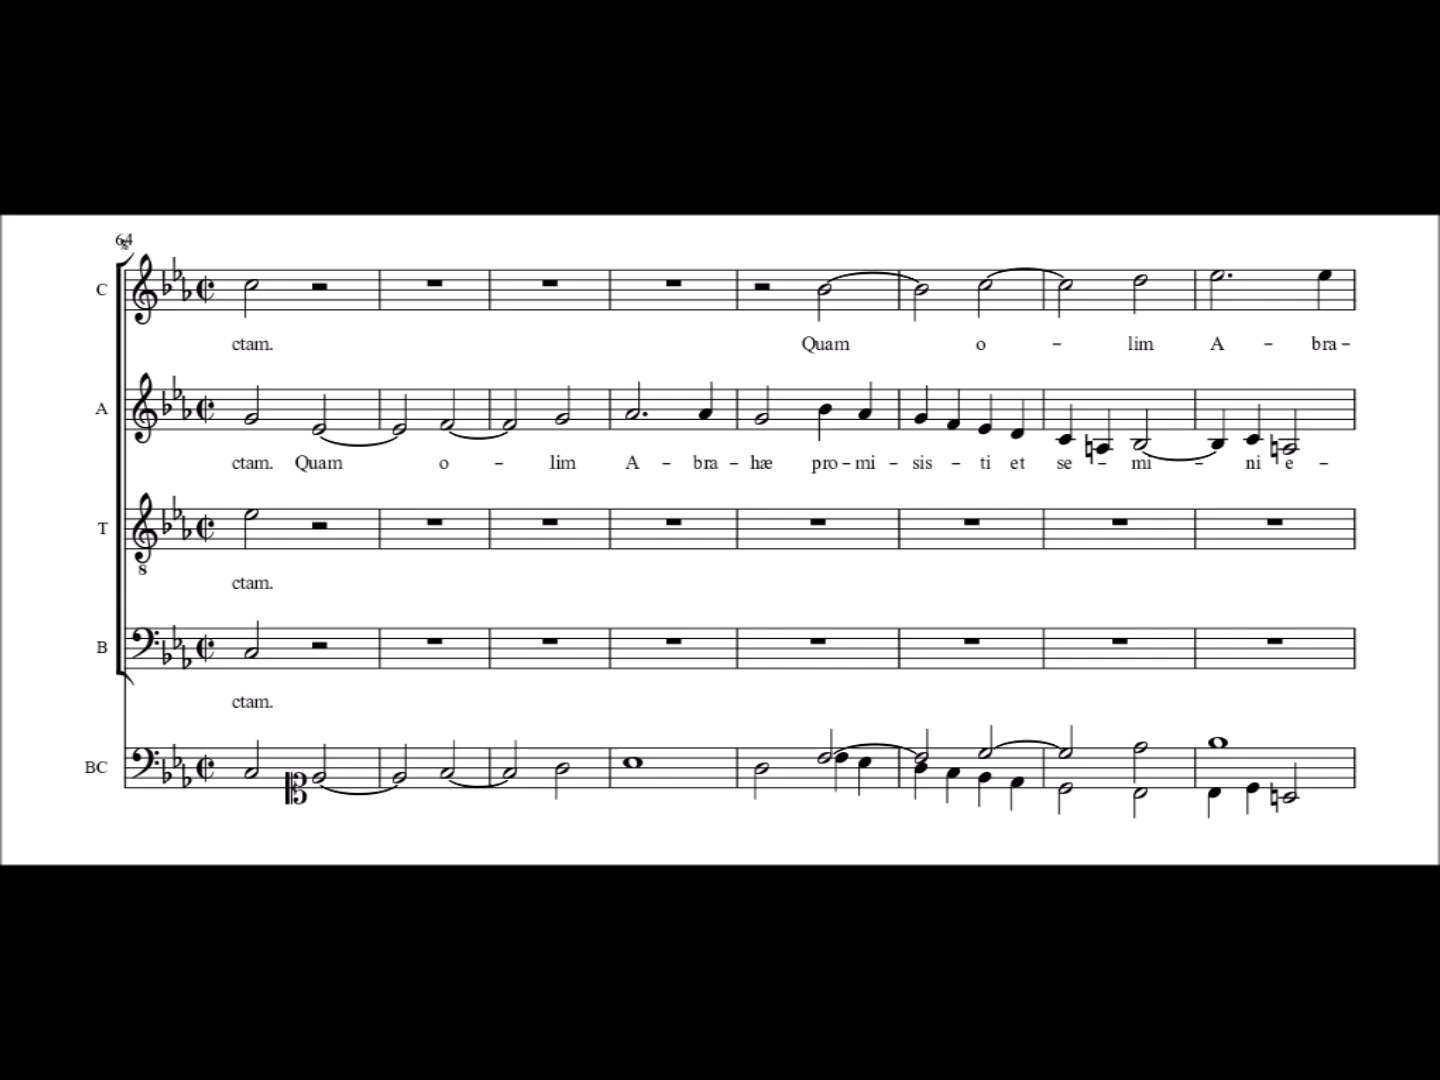 64
C
ctam. Quam o - lim A - bra -
A
ctam. Quam o - lim A - bra - hæ pro - mi - sis - ti et se - mi - ni e -
T
8
ctam.
B
ctam.
BC